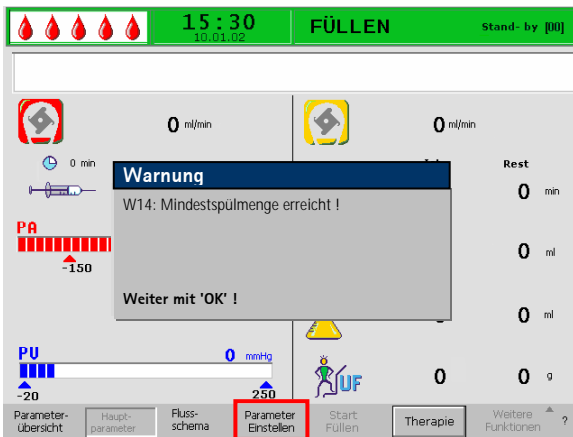 15:30
10.01.02
FÜLLEN
Stand- by [00]
0 ml/min
0 ml/min
0 min
Rest
0 min
Warnung
W14: Mindestspülmenge erreicht !
Weiter mit 'OK' !
PA
-150
0 ml
0 ml
PV
0 mmHg
-20
250
UF
0
0 g
Parameter-
übersicht
Haupt-
parameter
Fluss-
schema
Parameter
Einstellen
Start
Füllen
Therapie
Weitere
Funktionen
?